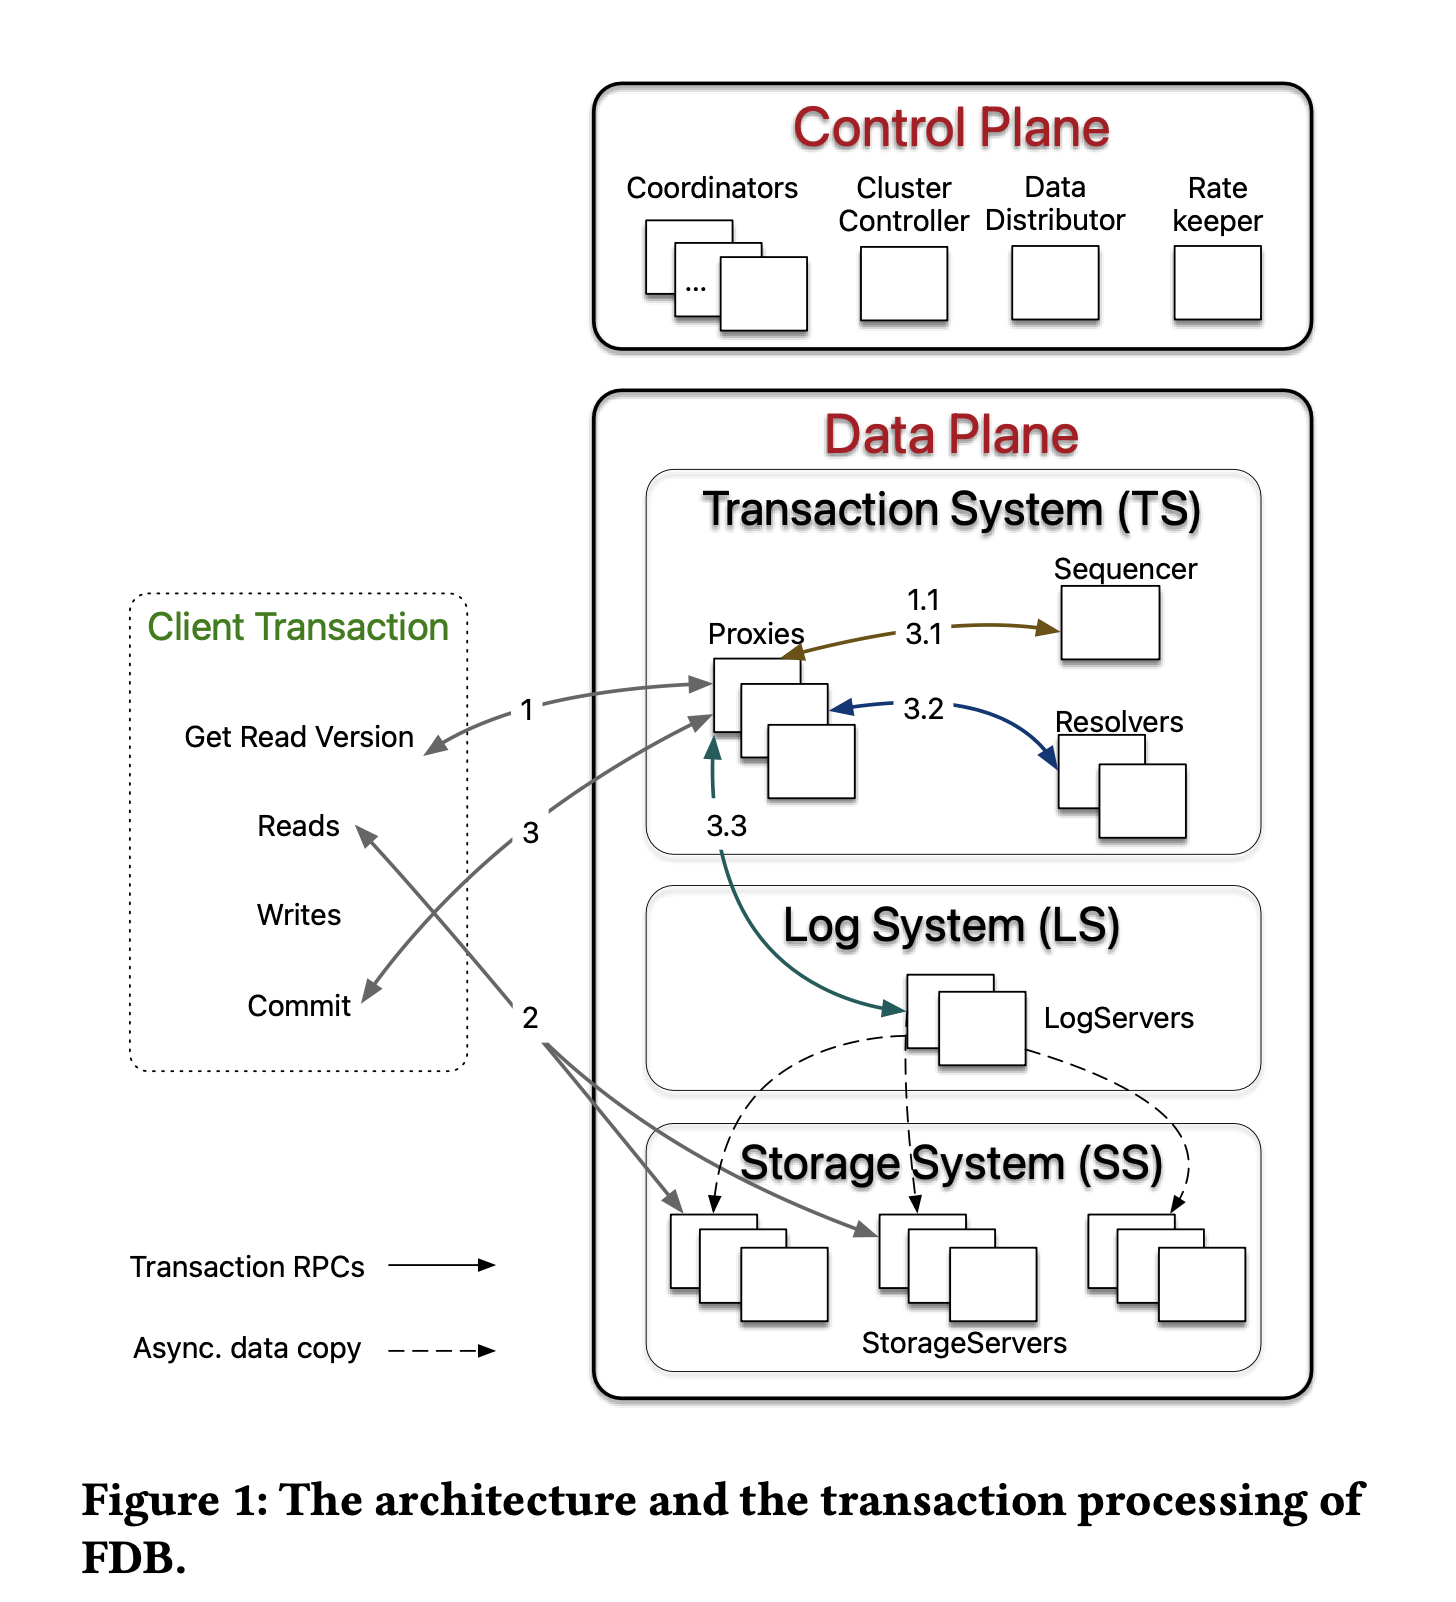 Control Plane
Coordinators
Cluster
Controller
Data
Distributor
Rate
keeper
...
Data Plane
Transaction System (TS)
Sequencer
1.1
3.1
Proxies
3.2
Resolvers
3.3
Client Transaction
Get Read Version
Reads
Writes
Commit
1
3
2
Log System (LS)
LogServers
Storage System (SS)
StorageServers
Transaction RPCs
Async. data copy
Figure 1: The architecture and the transaction processing of
FDB.